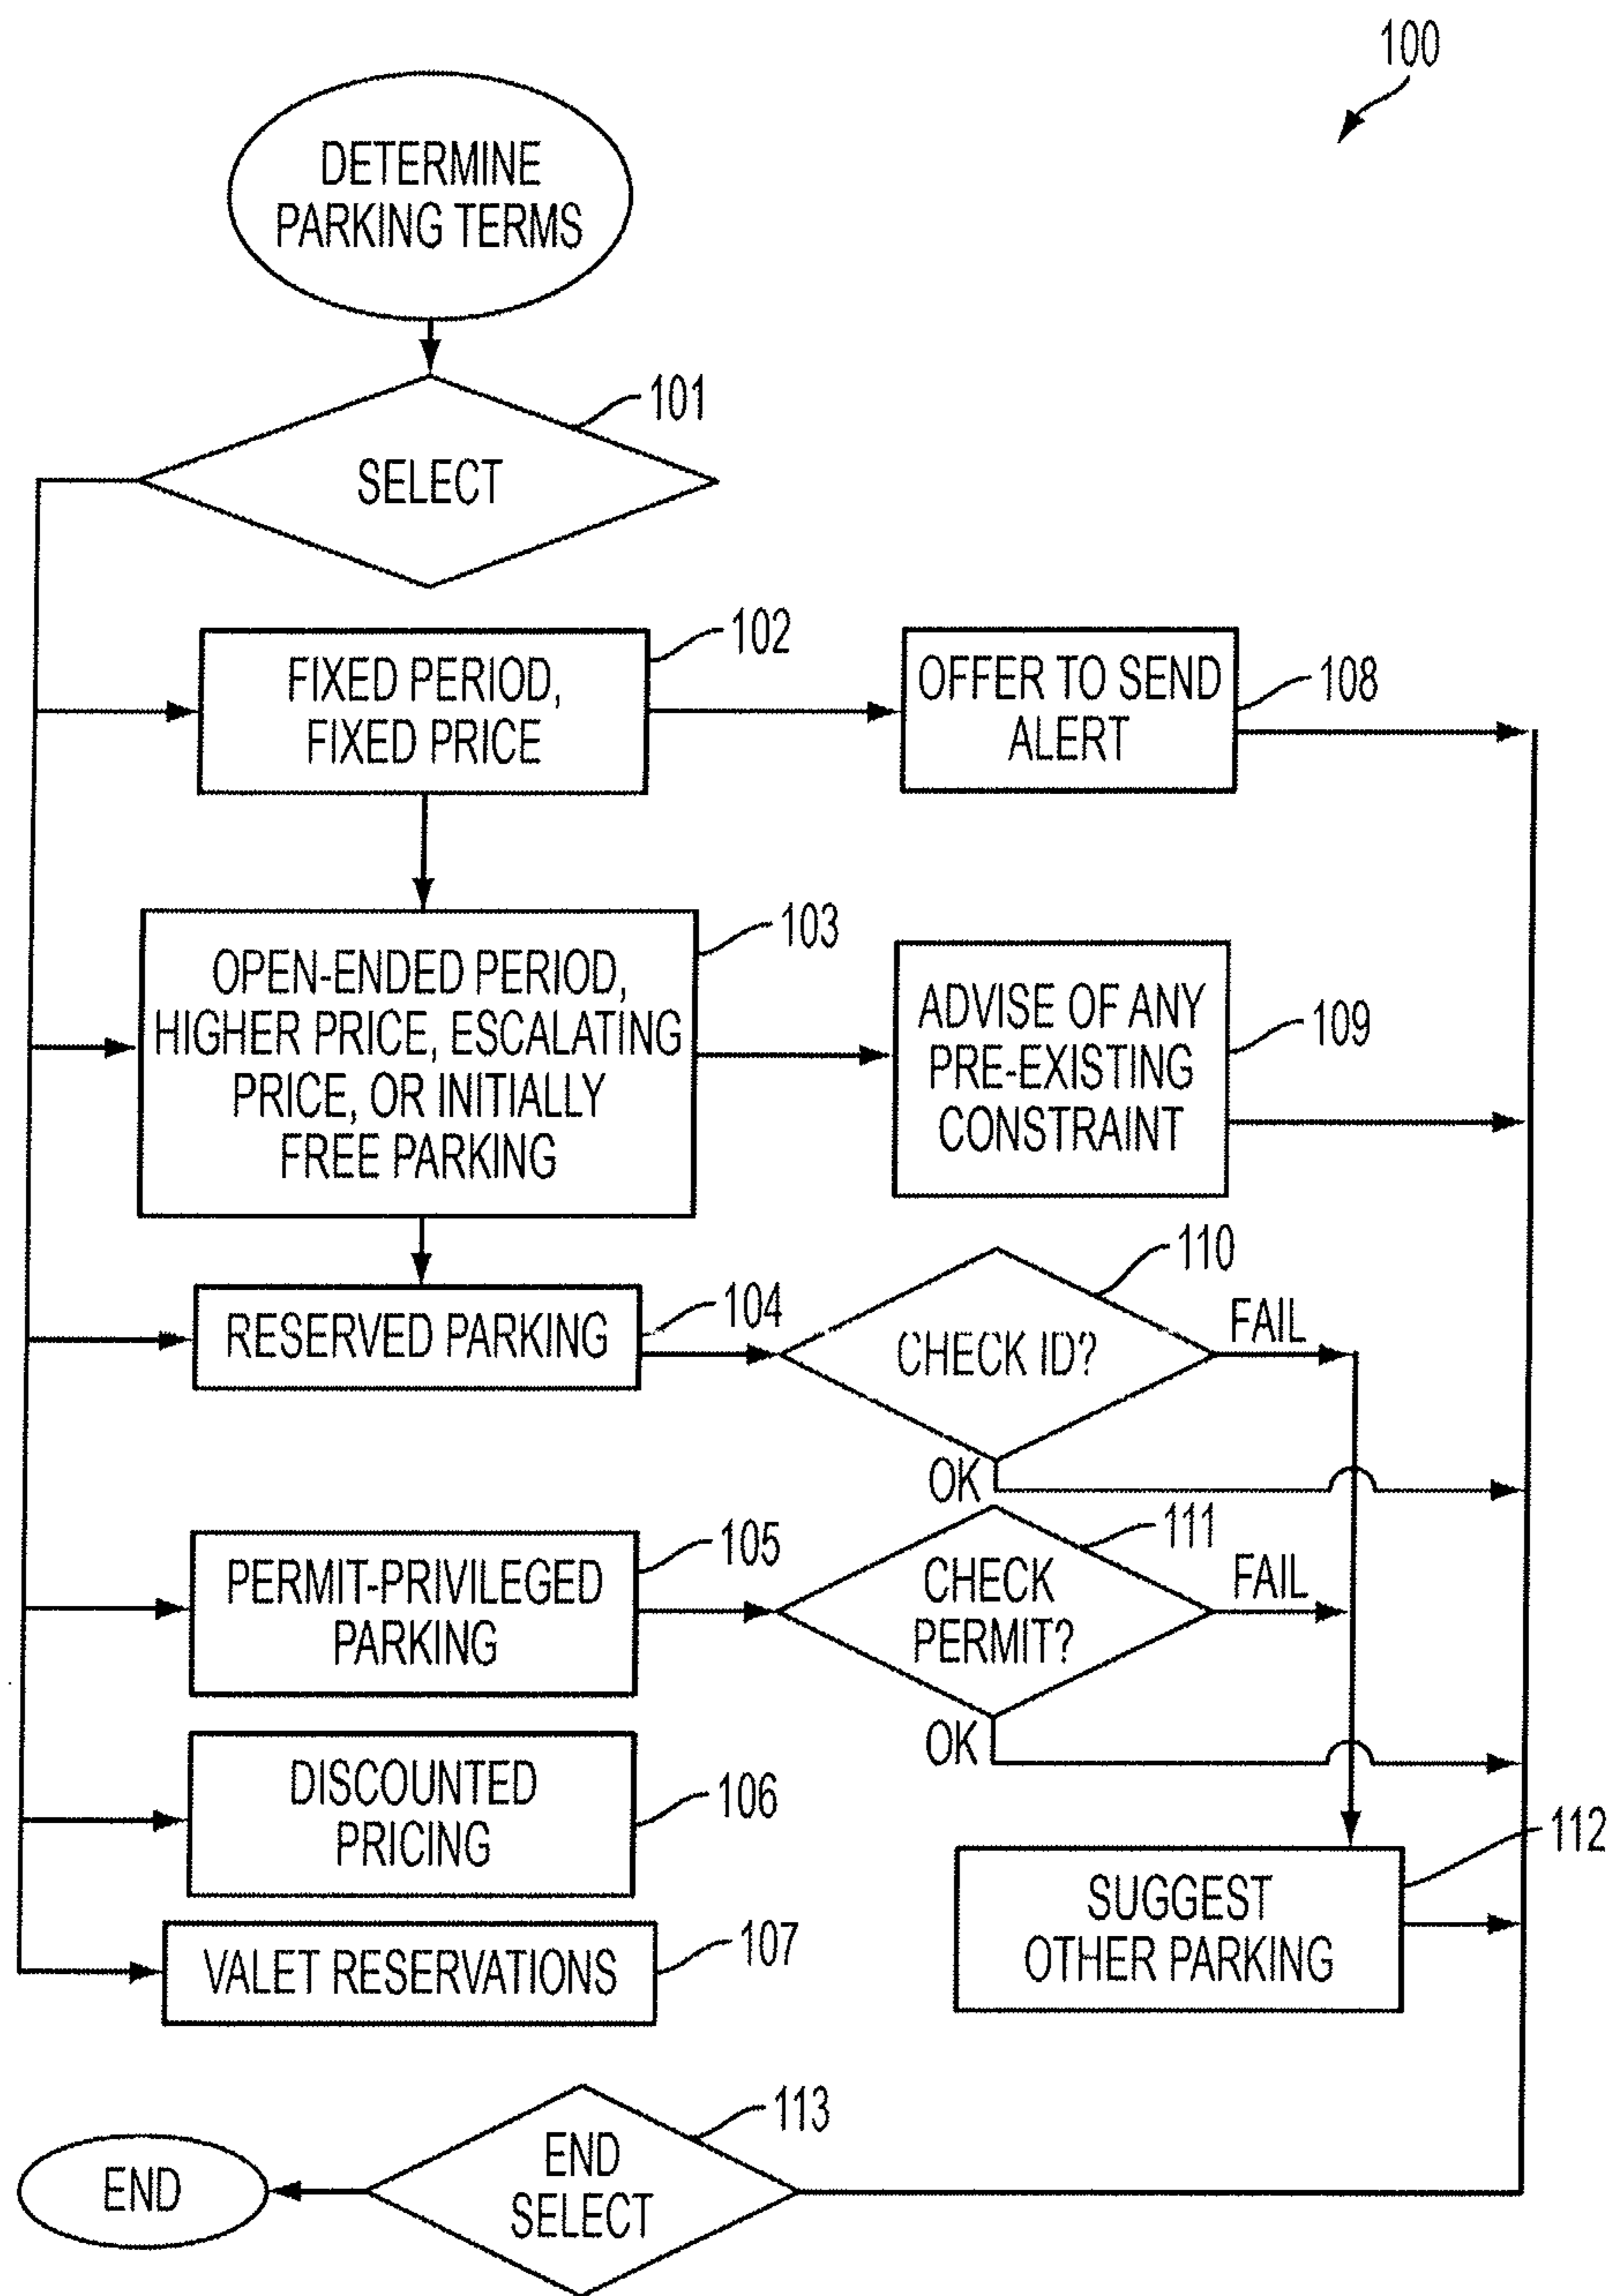 100
DETERMINE
PARKING TERMS
101
SELECT
102
FIXED PERIOD,
FIXED PRICE
OFFER TO SEND
ALERT
108
103
OPEN-ENDED PERIOD,
HIGHER PRICE, ESCALATING
PRICE, OR INITIALLY
FREE PARKING
ADVISE OF ANY
PRE-EXISTING
CONSTRAINT
109
RESERVED PARKING
104
110
CHECK ID?
FAIL
OK
PERMIT-PRIVILEGED
PARKING
105
111
CHECK
PERMIT?
FAIL
OK
DISCOUNTED
PRICING
106
112
SUGGEST
OTHER PARKING
VALET RESERVATIONS
107
113
END
SELECT
END